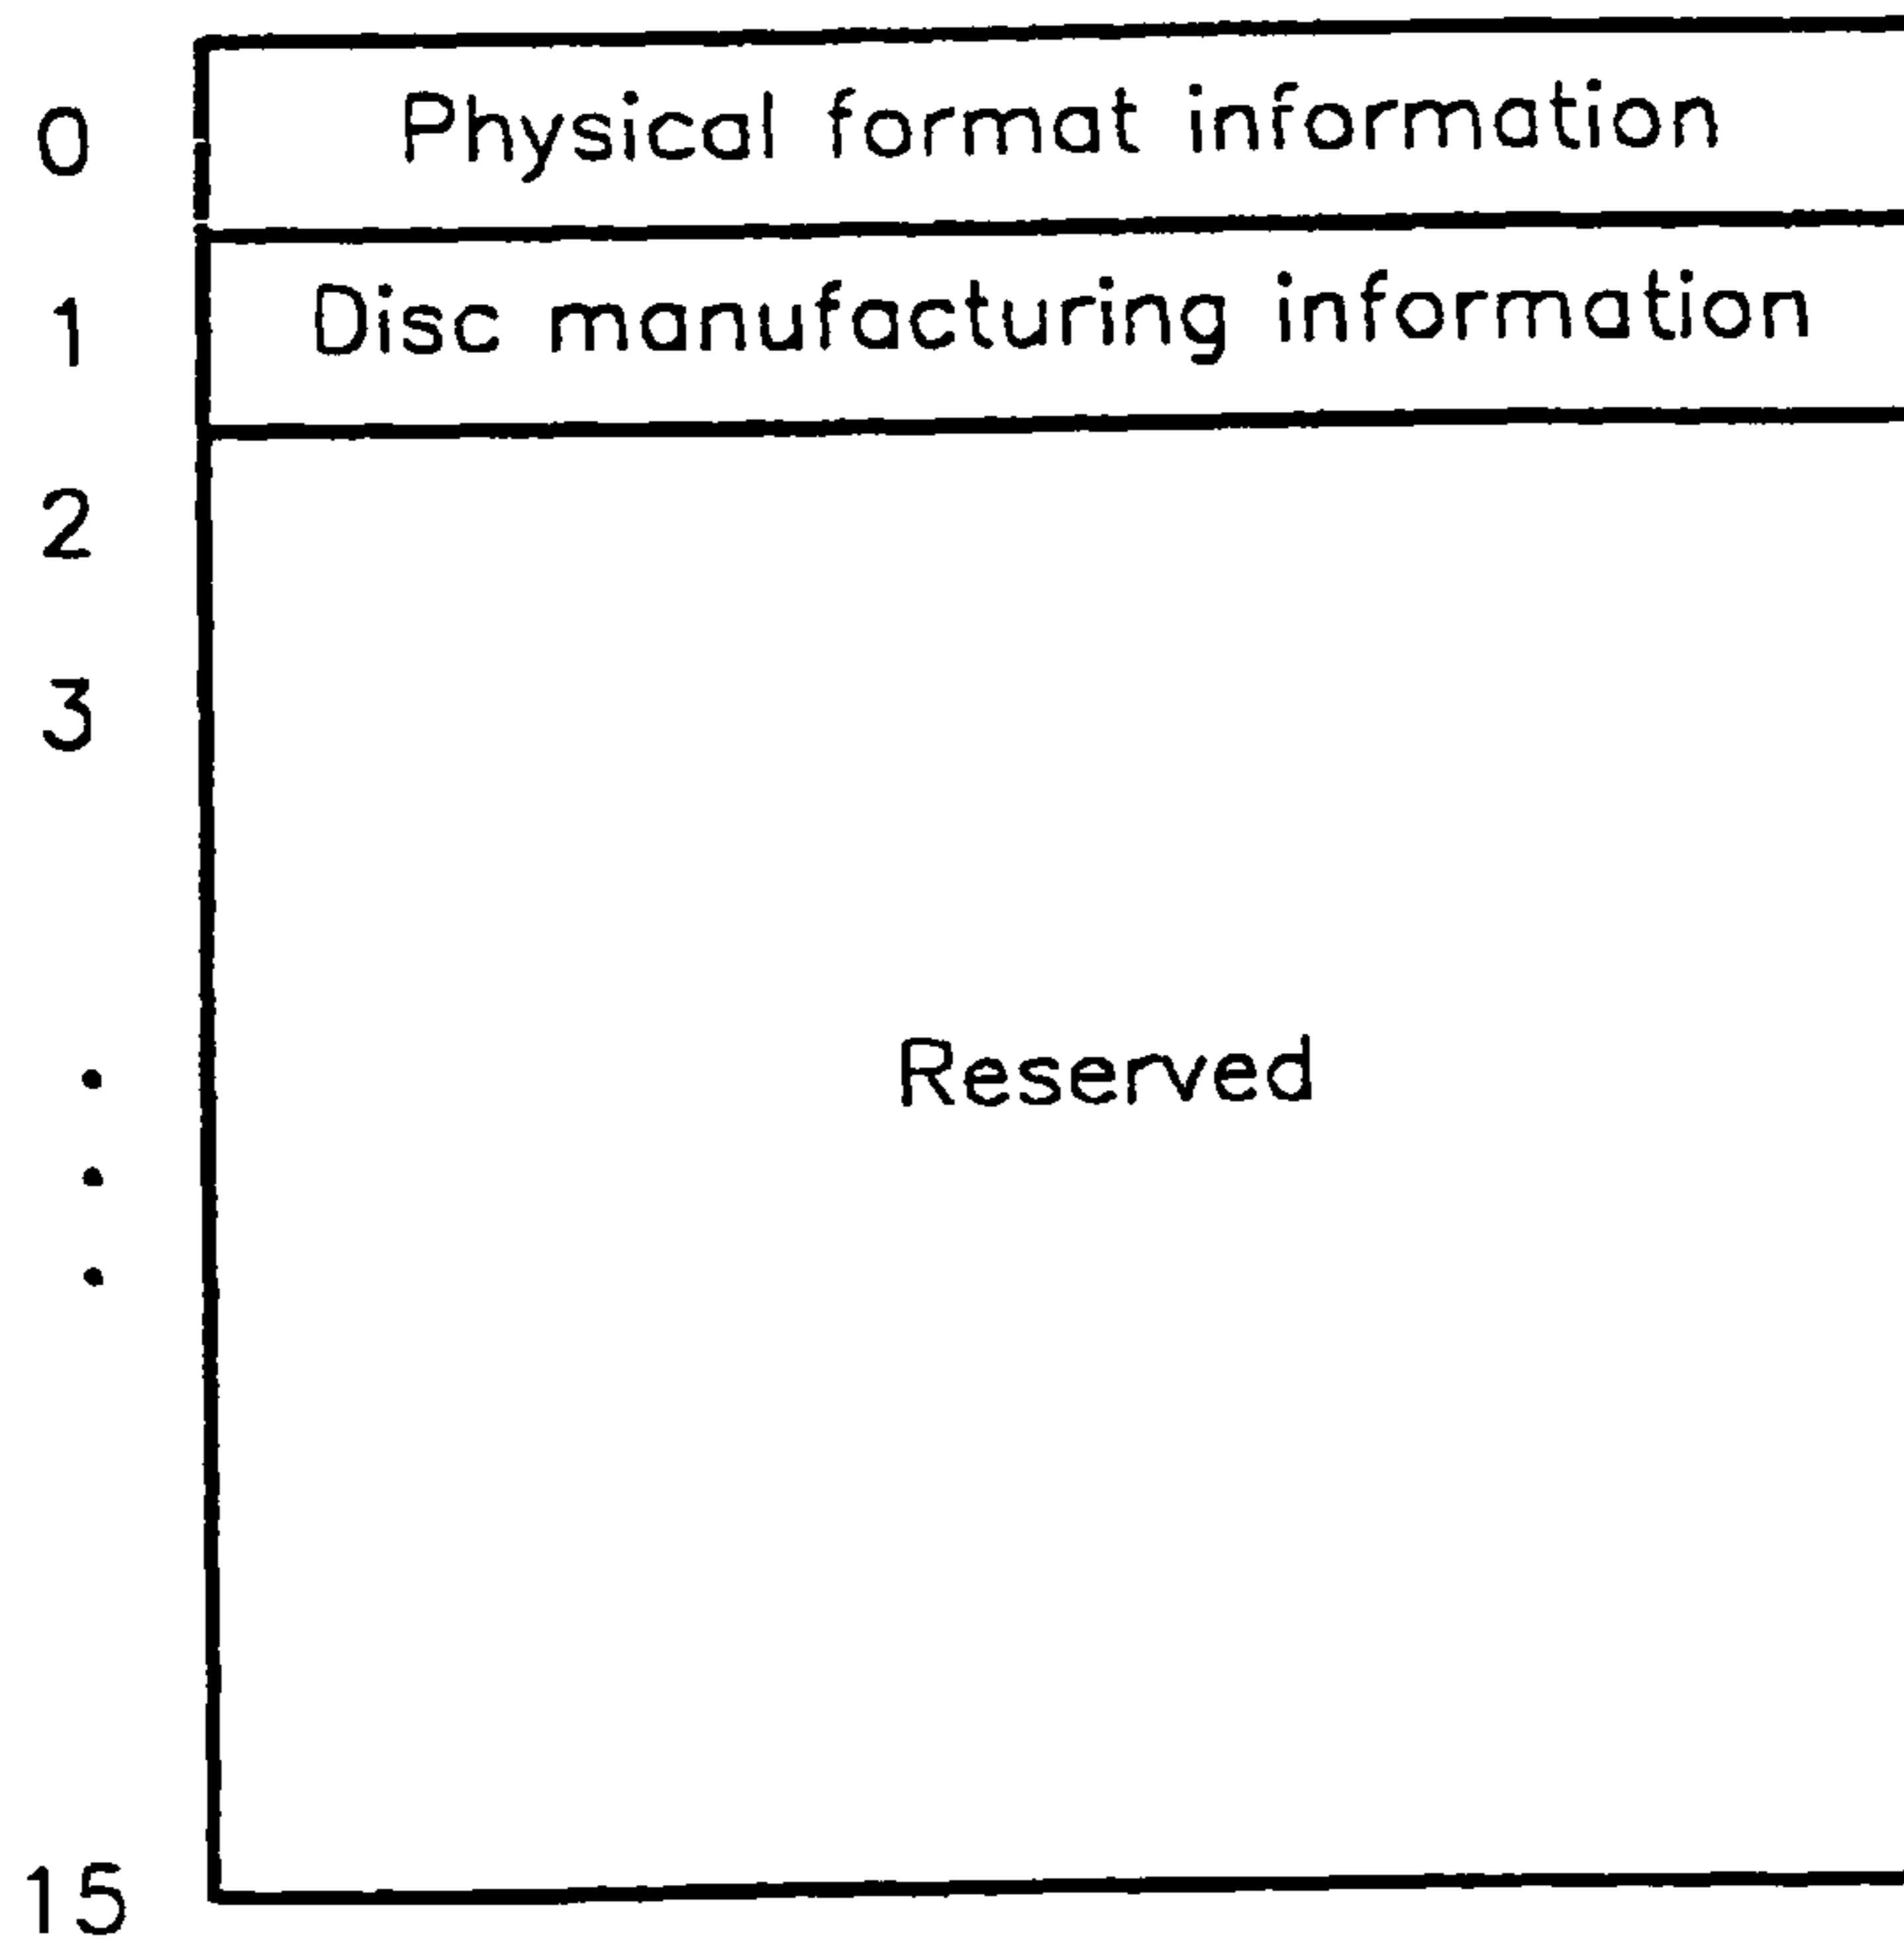 0 Physical format information
1 Disc manufacturing information
2
3
Reserved
.
.
.
15